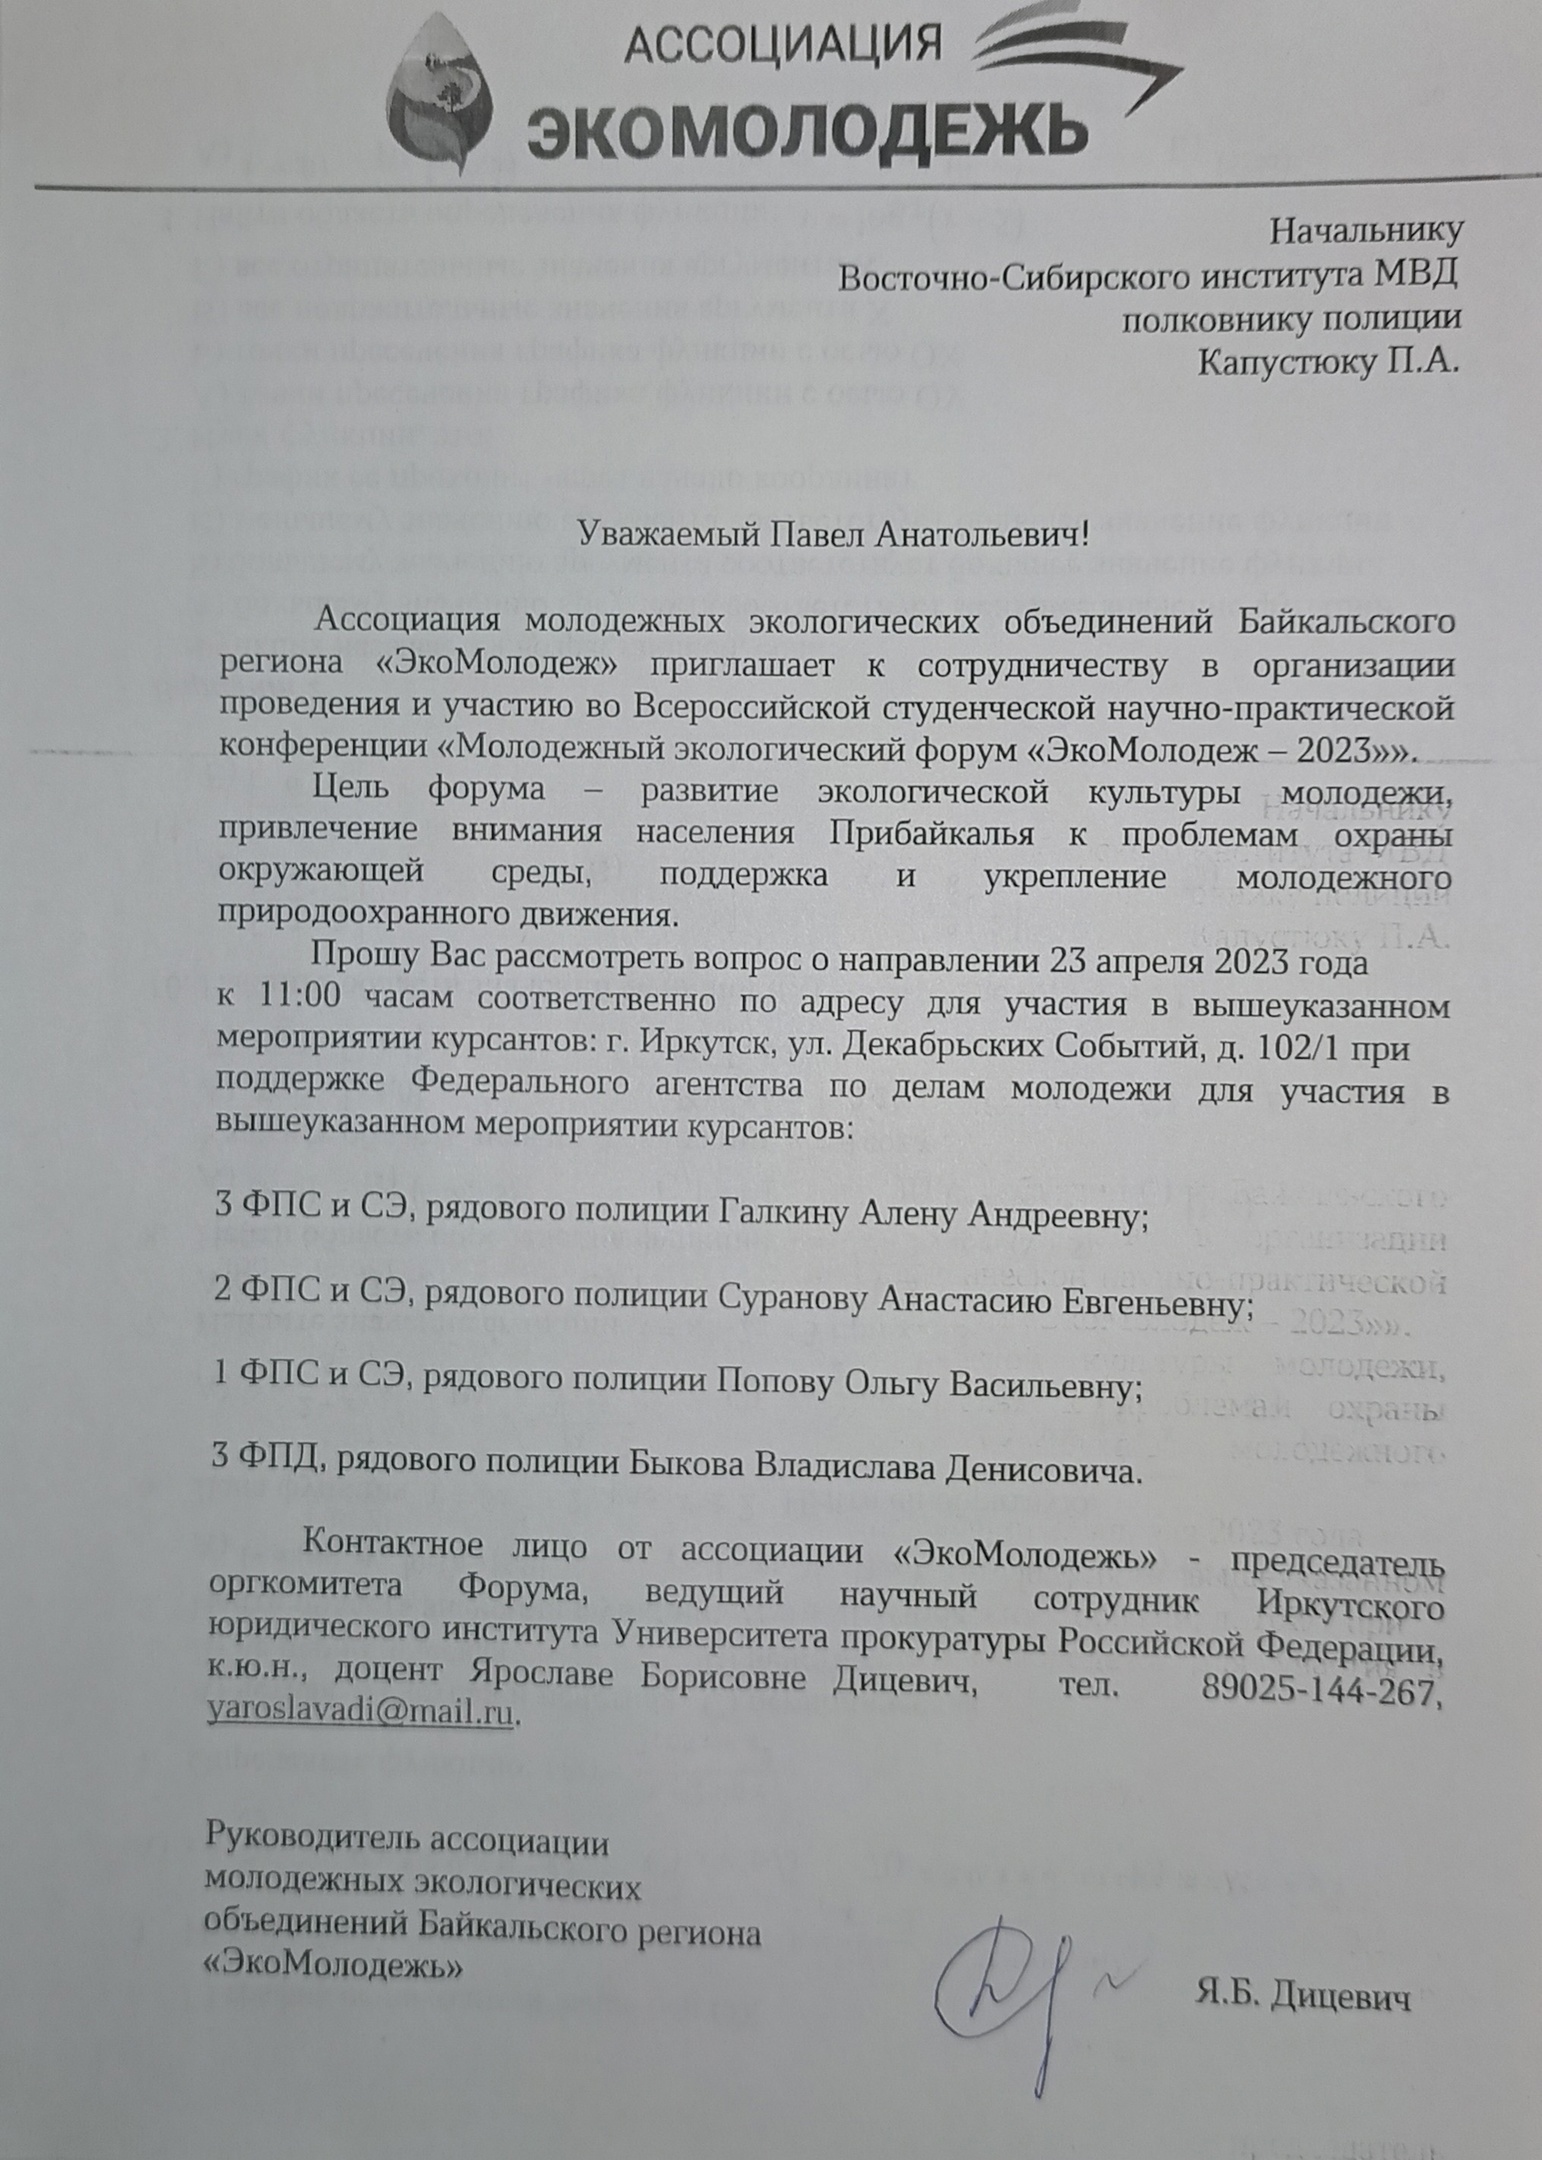 АССОЦИАЦИЯ
ЭКОМОЛОДЕЖЬ
Начальнику
Восточно-Сибирского института МВД
полковнику полиции
Капустюку П.А.
Уважаемый Павел Анатольевич!
Ассоциация молодежных экологических объединений Байкальского
региона «ЭкоМолодеж» приглашает к сотрудничеству в организации
проведения и участию во Всероссийской студенческой научно-практической
конференции «Молодежный экологический форум «ЭкоМолодеж – 2023»».
Цель форума – развитие экологической культуры молодежи,
привлечение внимания населения Прибайкалья к проблемам охраны
окружающей среды, поддержка и укрепление молодежного
природоохранного движения.
Прошу Вас рассмотреть вопрос о направлении 23 апреля 2023 года
к 11:00 часам соответственно по адресу для участия в вышеуказанном
мероприятии курсантов: г. Иркутск, ул. Декабрьских Событий, д. 102/1 при
поддержке Федерального агентства по делам молодежи для участия в
вышеуказанном мероприятии курсантов:
3 ФПС и СЭ, рядового полиции Галкину Алену Андреевну;
2 ФПС и СЭ, рядового полиции Суранову Анастасию Евгеньевну;
1 ФПС и СЭ, рядового полиции Попову Ольгу Васильевну;
3 ФПД, рядового полиции Быкова Владислава Денисовича.
Контактное лицо от ассоциации «ЭкоМолодежь» - председатель
оргкомитета Форума, ведущий научный сотрудник Иркутского
юридического института Университета прокуратуры Российской Федерации,
к.ю.н., доцент Ярославе Борисовне Дицевич, тел. 89025-144-267,
yaroslavadi@mail.ru.
Руководитель ассоциации
молодежных экологических
объединений Байкальского региона
«ЭкоМолодежь»
Я.Б. Дицевич